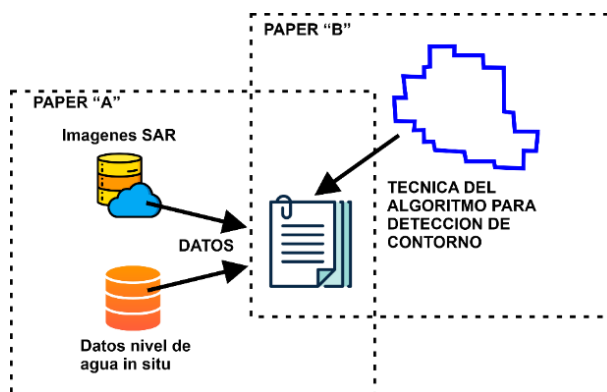 PAPER “B”
PAPER “A”
Imagenes SAR
DATOS
TECNICA DEL
ALGORITMO PARA
DETECCION DE
CONTORNO
Datos nivel de
agua in situ